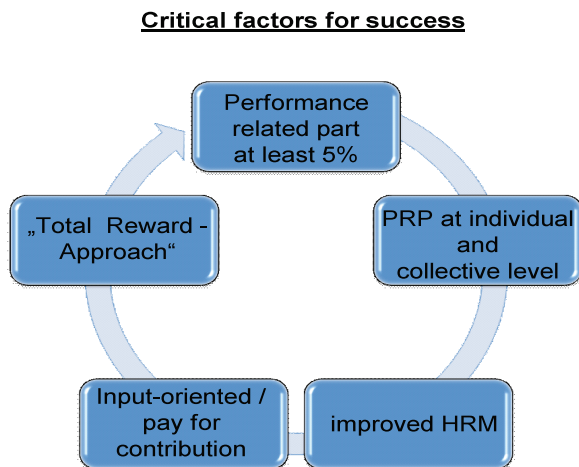 Critical factors for success
Performance
related part
at least 5%
PRP at individual
and
collective level
improved HRM
Input-oriented /
pay for
contribution
„Total  Reward -
Approach“